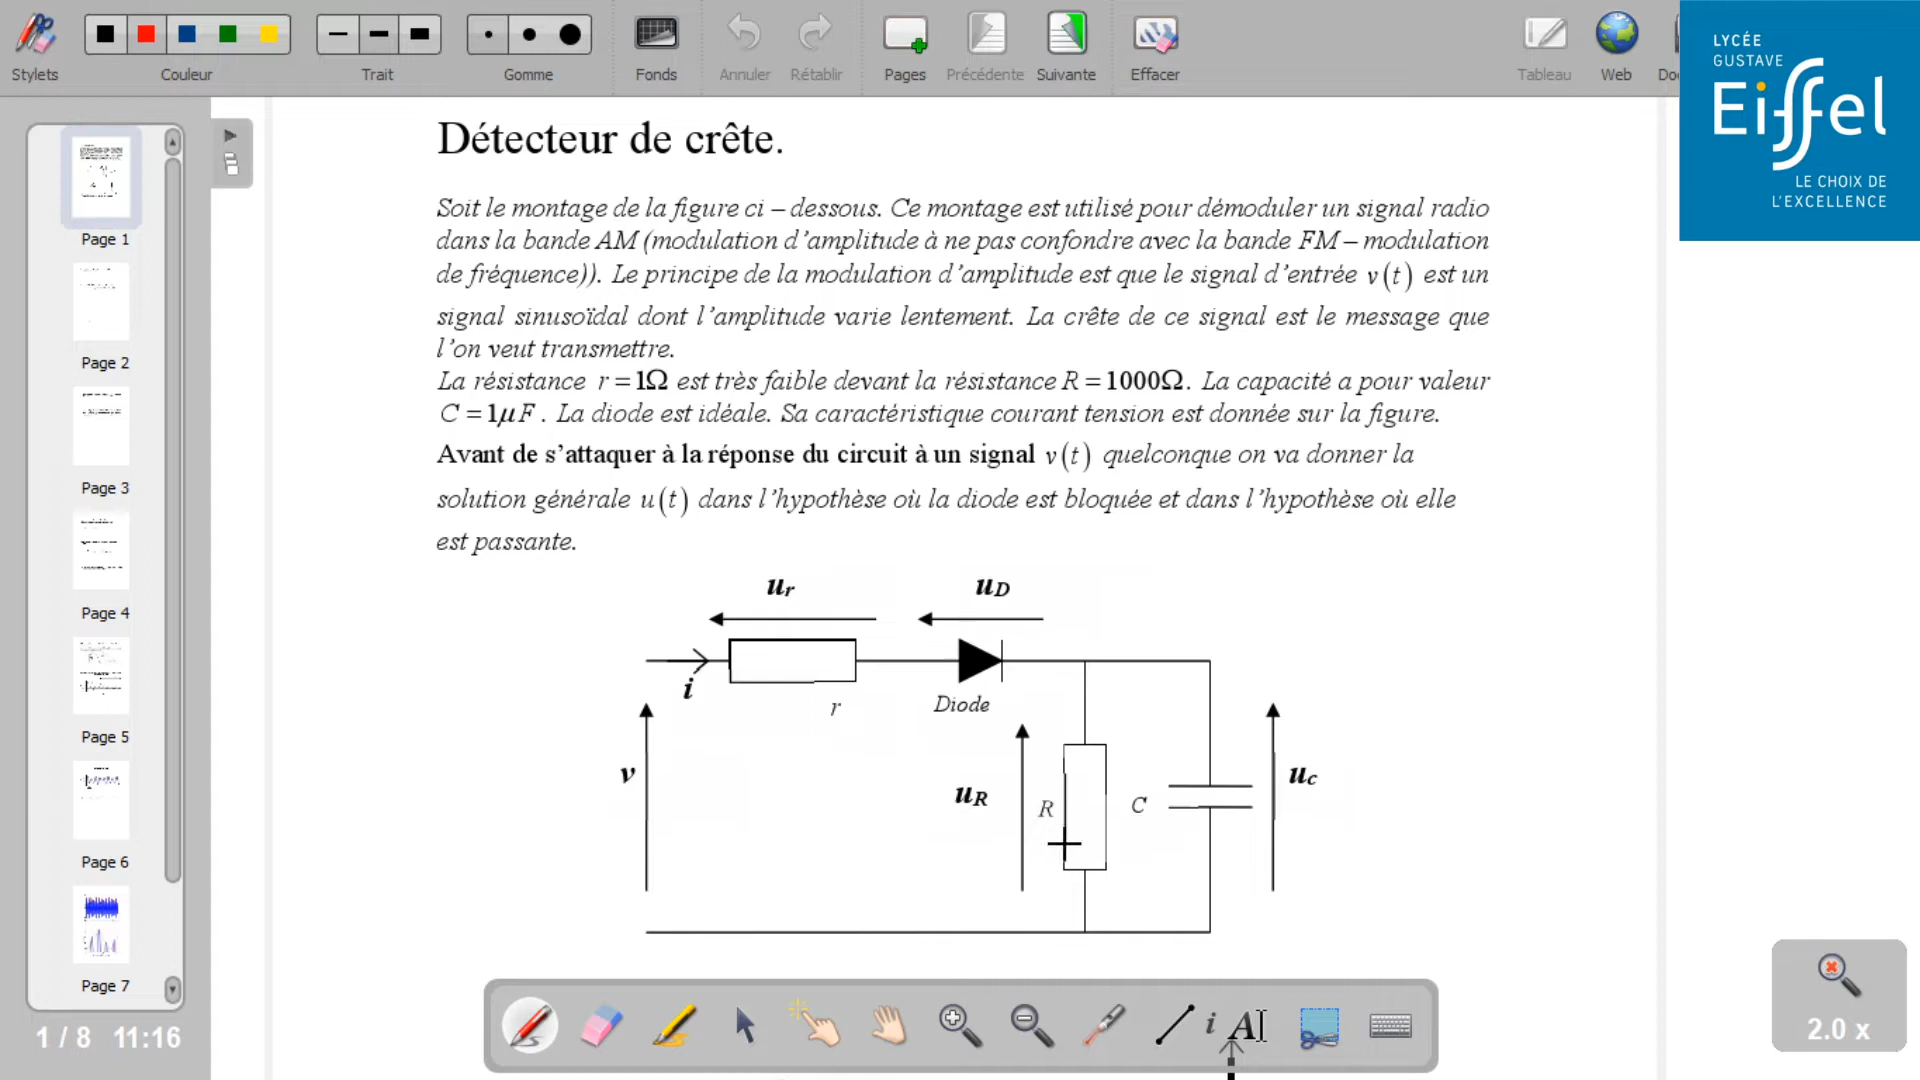 Stylets
Couleur
Trait
Gomme
Fonds
Annuler
Rétablir
Pages
Précédente
Suivante
Effacer
Tableau
Web
LYCÉE
GUSTAVE
Eiffel
LE CHOIX DE
L'EXCELLENCE
Page 1
Page 2
Page 3
Page 4
Page 5
Page 6
Page 7
1 / 8 11:16
Détecteur de crête.
Soit le montage de la figure ci – dessous. Ce montage est utilisé pour démoduler un signal radio
dans la bande AM (modulation d'amplitude à ne pas confondre avec la bande FM – modulation
de fréquence)). Le principe de la modulation d'amplitude est que le signal d'entrée v(t) est un
signal sinusoïdal dont l'amplitude varie lentement. La crête de ce signal est le message que
l'on veut transmettre.
La résistance r = 1Ω est très faible devant la résistance R = 1000Ω. La capacité a pour valeur
C = 1μF. La diode est idéale. Sa caractéristique courant tension est donnée sur la figure.
Avant de s'attaquer à la réponse du circuit à un signal v(t) quelconque on va donner la
solution générale u(t) dans l'hypothèse où la diode est bloquée et dans l'hypothèse où elle
est passante.
ur
uD
i
r
Diode
v
uR
R
C
uc
i
2.0 x